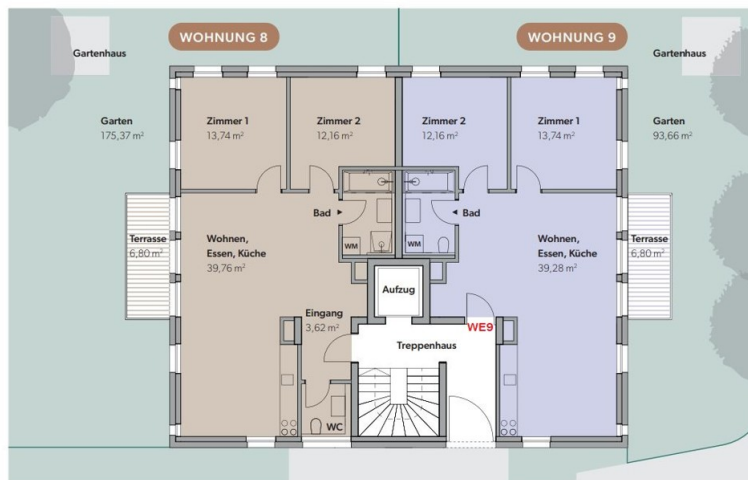 WOHNUNG 8
WOHNUNG 9
Gartenhaus
Gartenhaus
Garten
175,37 m²
Zimmer 1
13,74 m²
Zimmer 2
12,16 m²
Zimmer 2
12,16 m²
Zimmer 1
13,74 m²
Garten
93,66 m²
Bad
Bad
Terrasse
6,80 m²
Wohnen,
Essen, Küche
39,76 m²
WM
WM
Wohnen,
Essen, Küche
39,28 m²
Terrasse
6,80 m²
Aufzug
Eingang
3,62 m²
WE9
Treppenhaus
WC